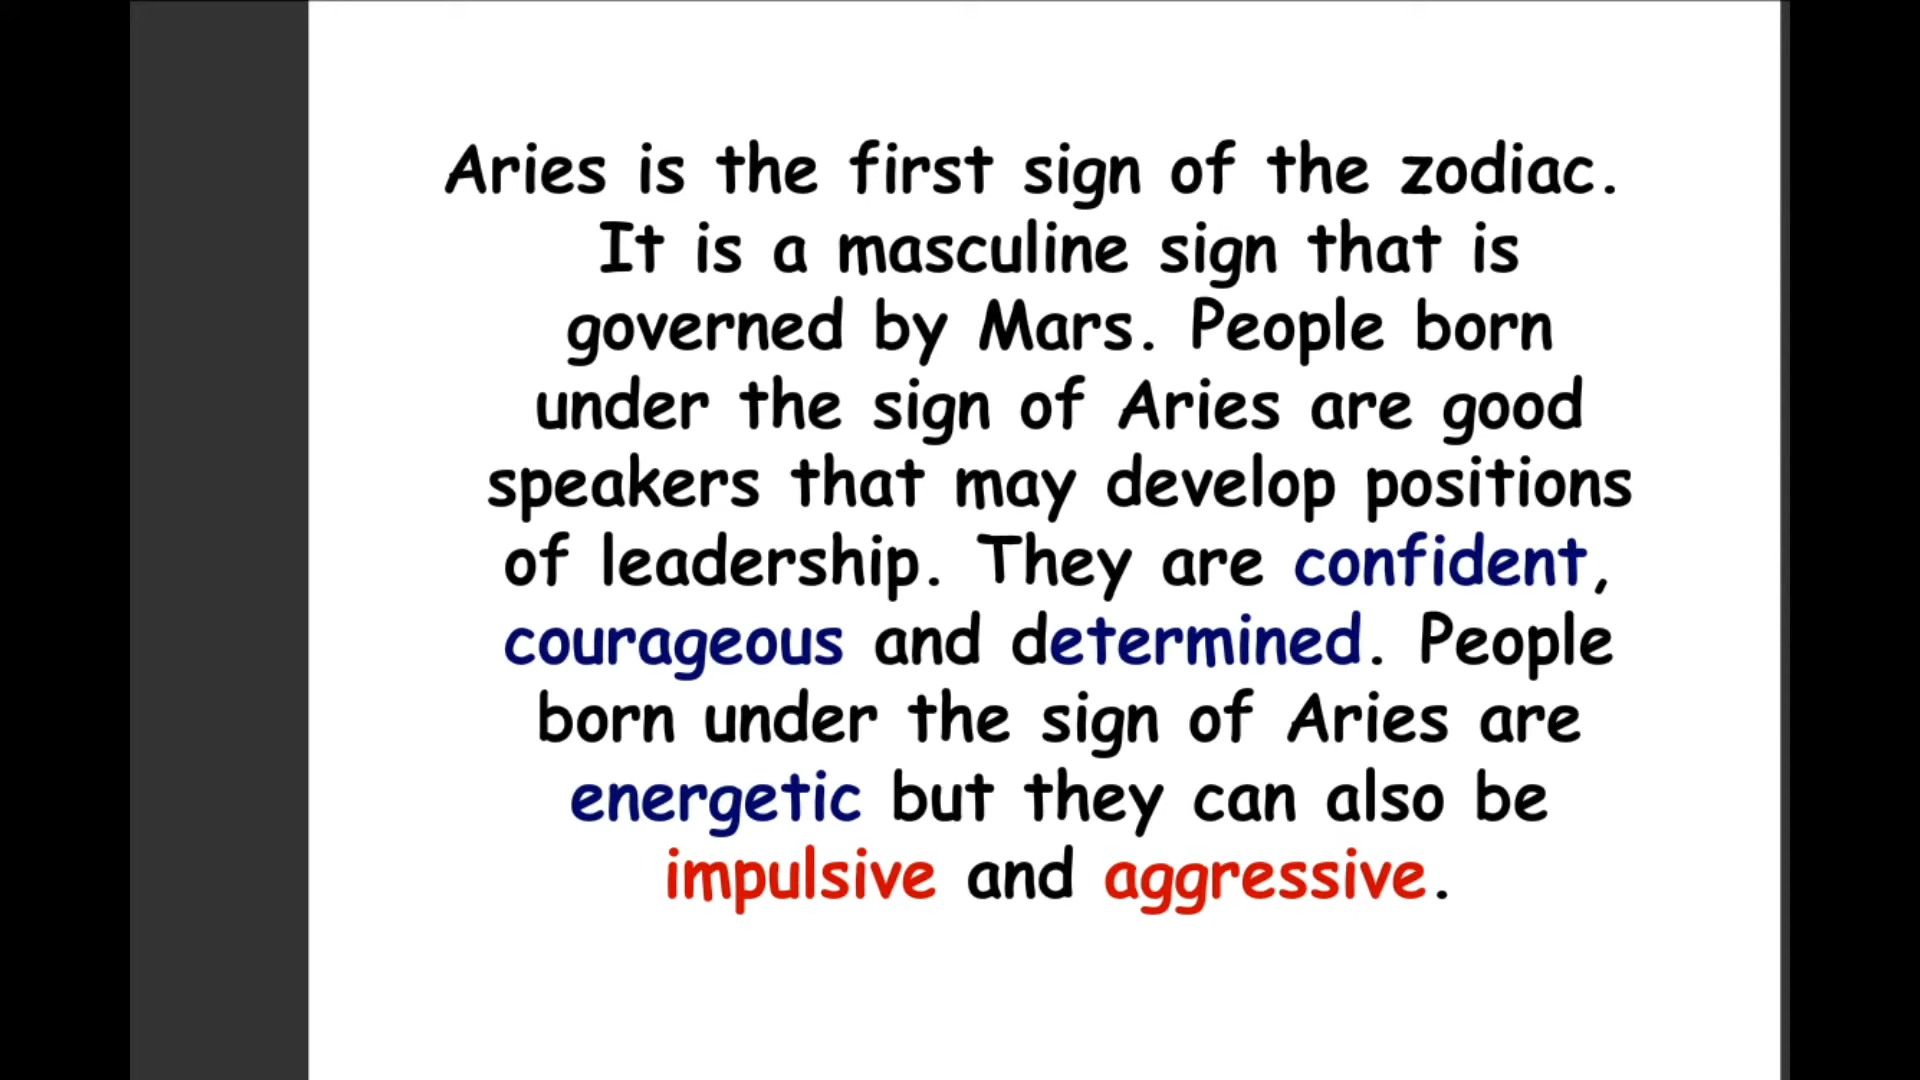 Aries is the first sign of the zodiac.
It is a masculine sign that is
governed by Mars. People born
under the sign of Aries are good
speakers that may develop positions
of leadership. They are confident,
courageous and determined. People
born under the sign of Aries are
energetic but they can also be
impulsive and aggressive.